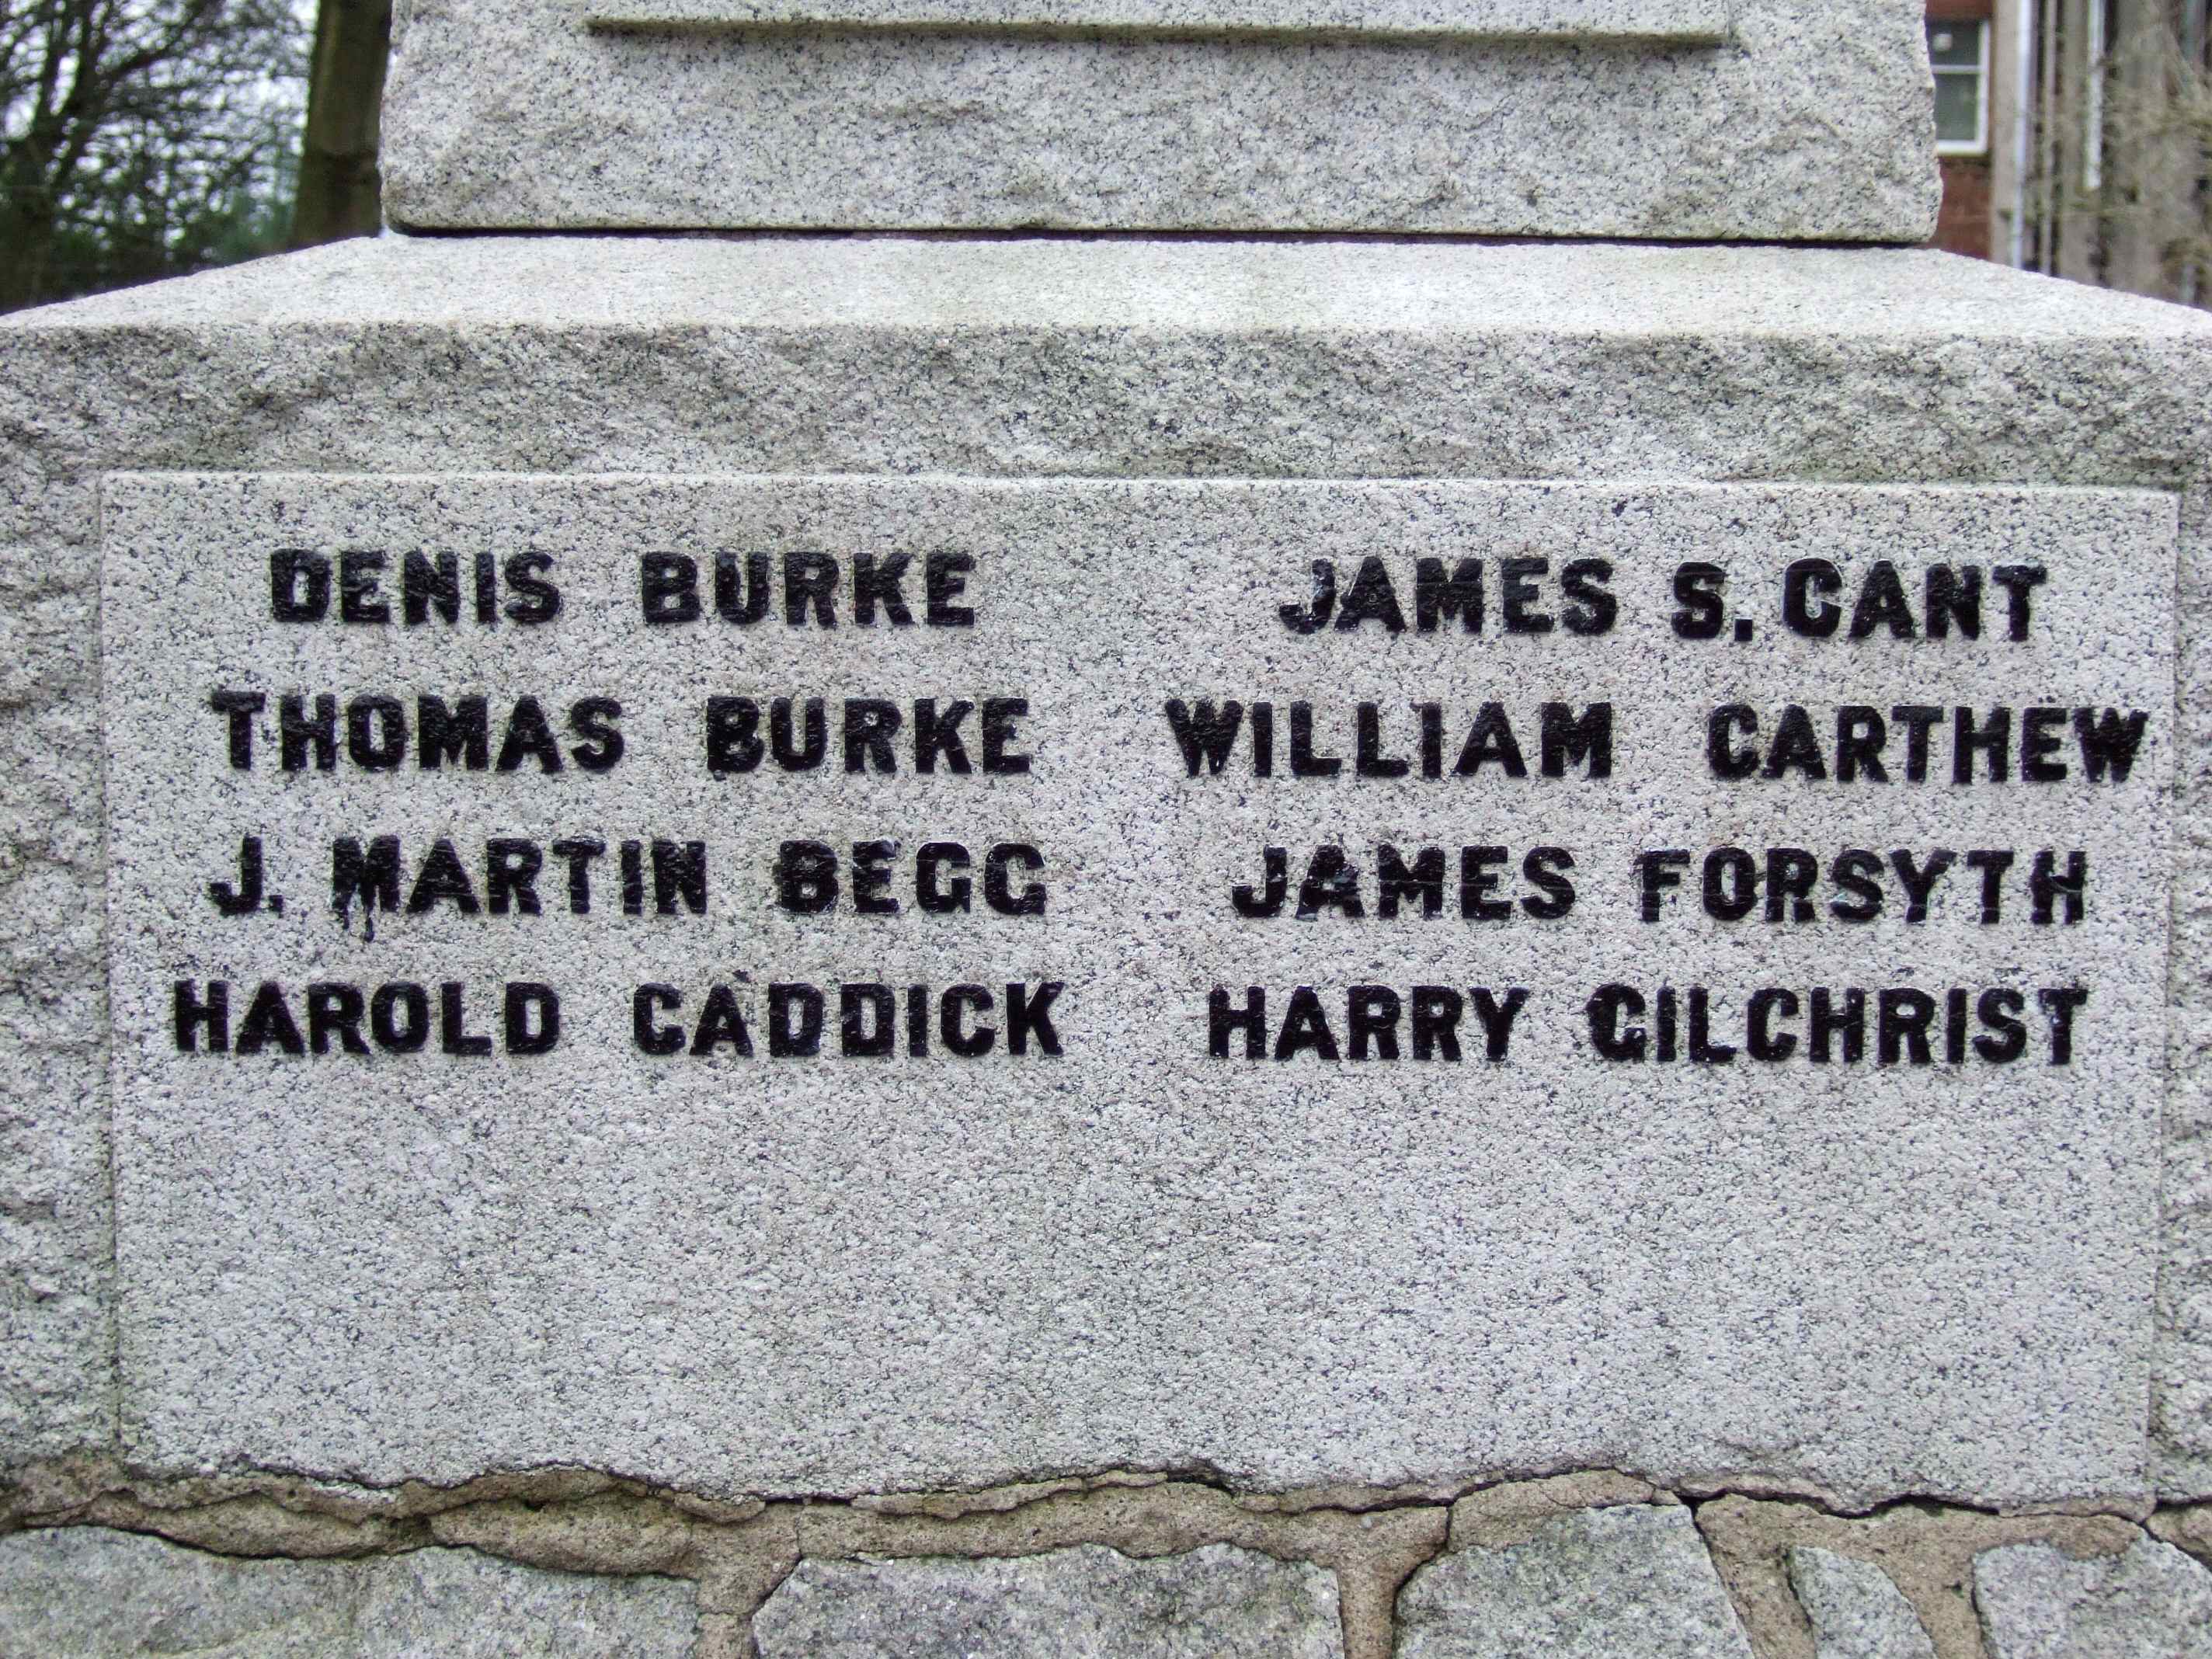 DENIS BURKE
THOMAS BURKE
J. MARTIN BEGG
HAROLD CADDICK
JAMES S. CANT
WILLIAM CARTHEW
JAMES FORSYTH
HARRY GILCHRIST